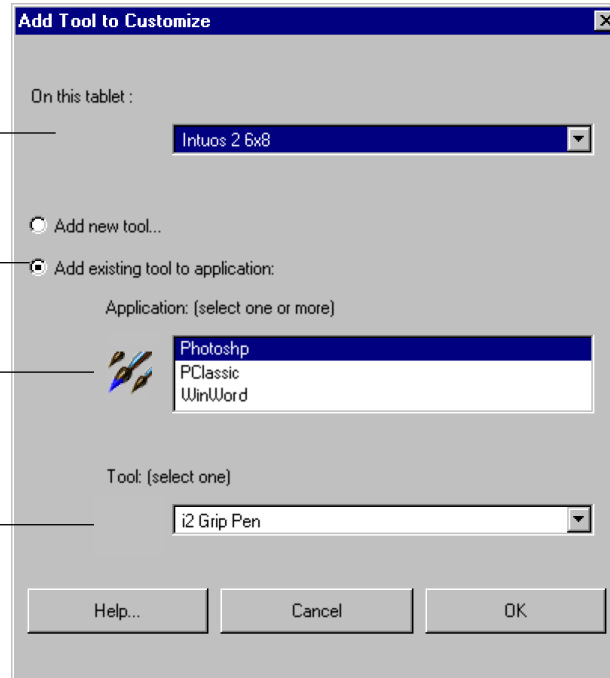 Add Tool to Customize
On this tablet :
Intuos 2 6x8
Add new tool...
Add existing tool to application:
Application: (select one or more)
Photoshp
PClassic
WinWord
Tool: (select one)
i2 Grip Pen
Help... Cancel OK